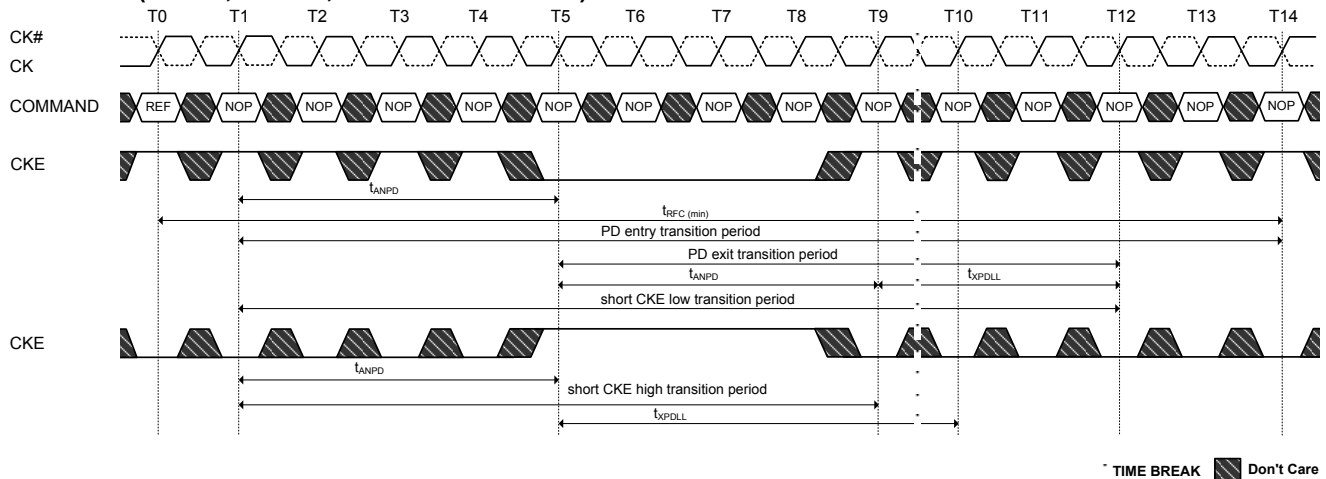 T0 T1 T2 T3 T4 T5 T6 T7 T8 T9 T10 T11 T12 T13 T14
CK#
CK
COMMAND REF NOP NOP NOP NOP NOP NOP NOP NOP NOP NOP NOP NOP NOP NOP
CKE
tANPD
tRFC (min)
PD entry transition period
PD exit transition period
tANPD tXPDLL
short CKE low transition period
CKE
tANPD
short CKE high transition period
tXPDLL
TIME BREAK Don't Care